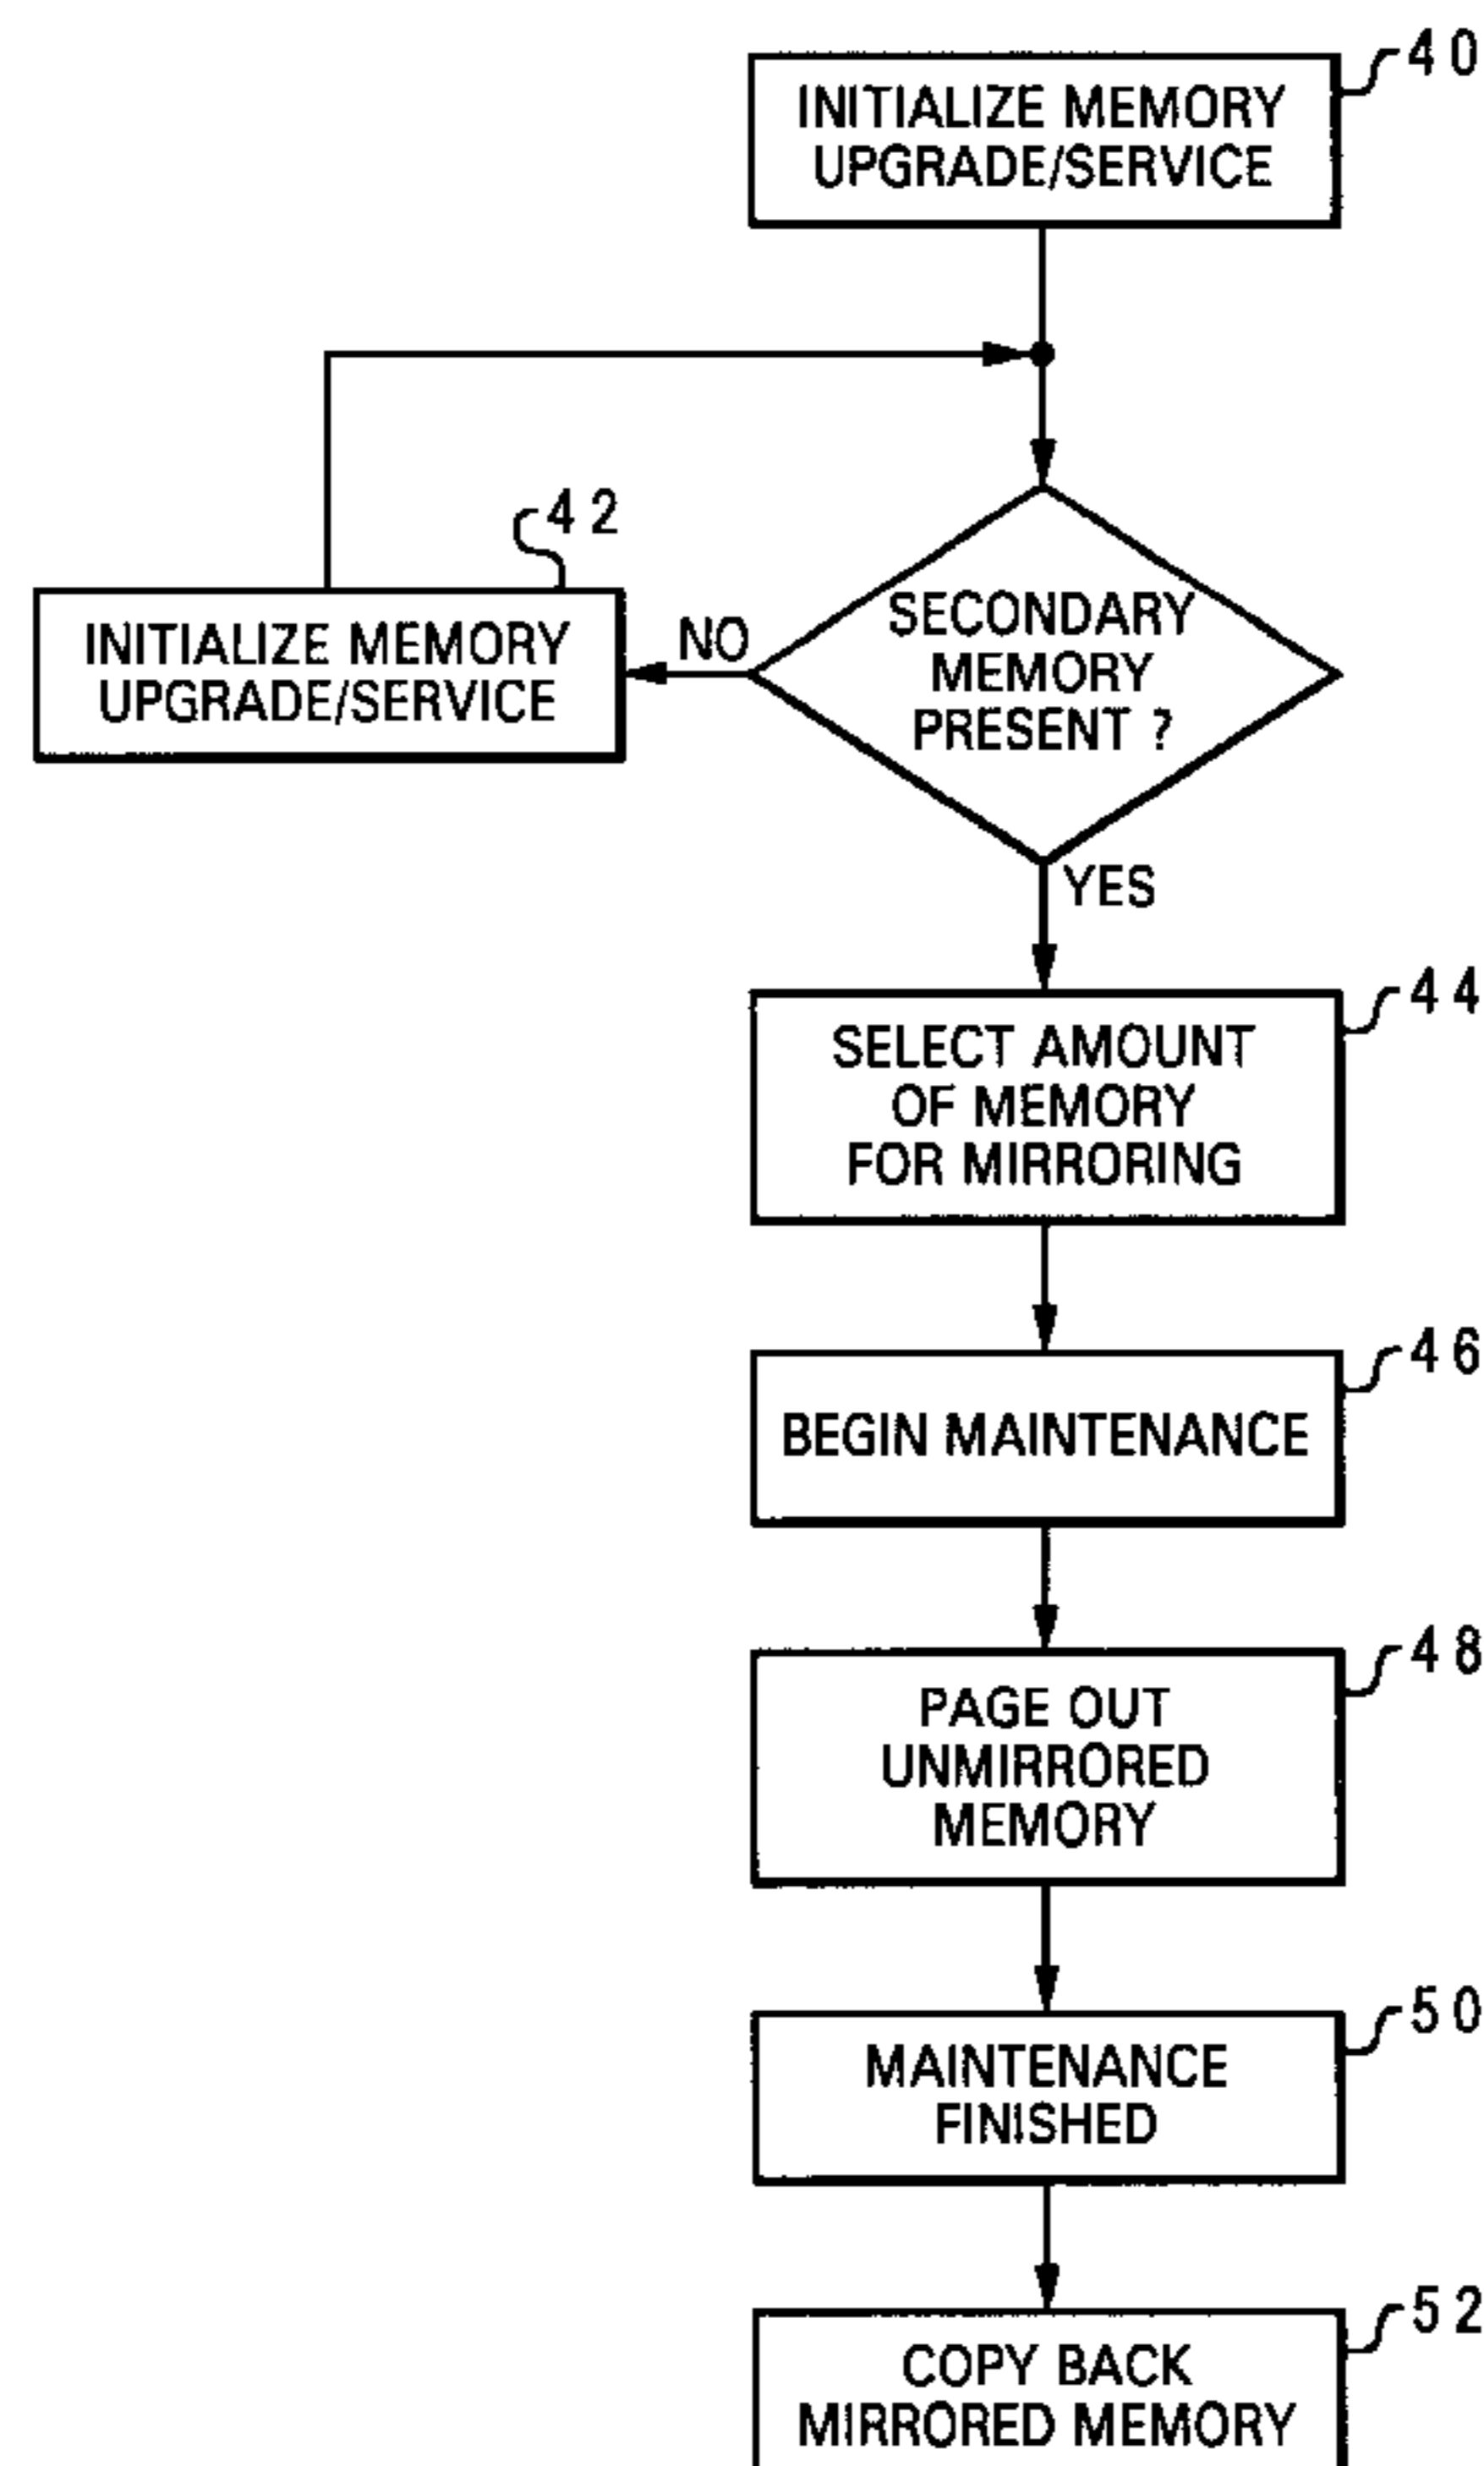 40
INITIALIZE MEMORY
UPGRADE/SERVICE
42
INITIALIZE MEMORY
UPGRADE/SERVICE
NO
SECONDARY
MEMORY
PRESENT ?
YES
44
SELECT AMOUNT
OF MEMORY
FOR MIRRORING
46
BEGIN MAINTENANCE
48
PAGE OUT
UNMIRRORED
MEMORY
50
MAINTENANCE
FINISHED
52
COPY BACK
MIRRORED MEMORY